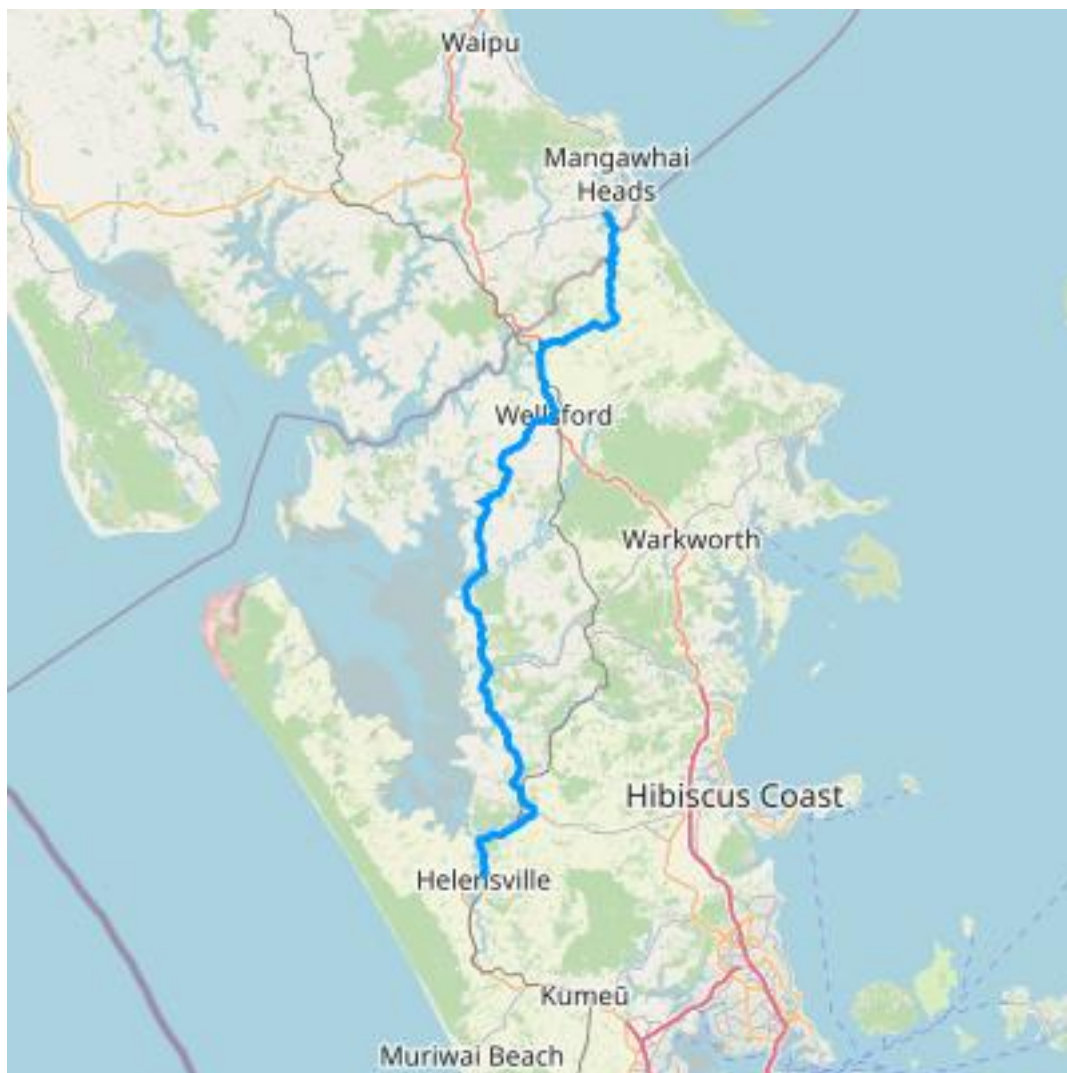 Waipu
Mangawhai
Heads
Wellsford
Warkworth
Hibiscus Coast
Helensville
Kumeū
Muriwai Beach